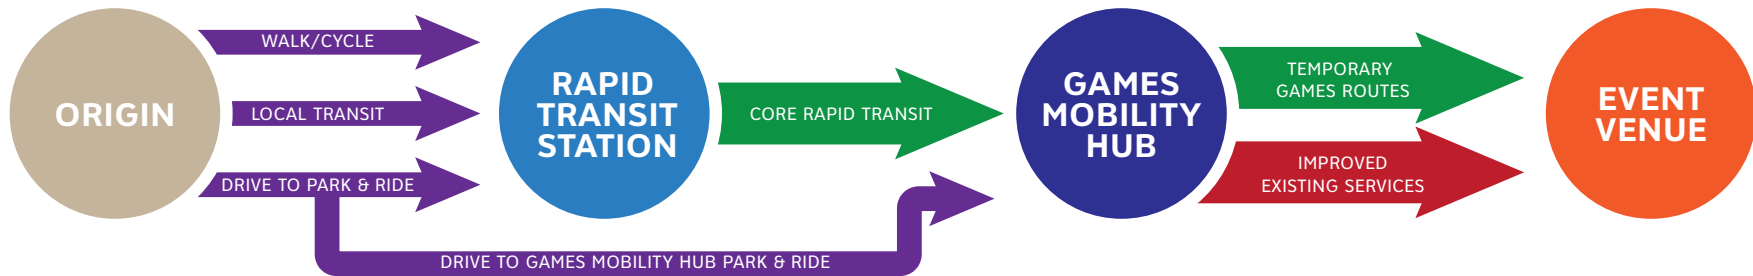 ORIGIN
WALK/CYCLE
LOCAL TRANSIT
DRIVE TO PARK & RIDE
RAPID
TRANSIT
STATION
CORE RAPID TRANSIT
DRIVE TO GAMES MOBILITY HUB PARK & RIDE
GAMES
MOBILITY
HUB
TEMPORARY
GAMES ROUTES
IMPROVED
EXISTING SERVICES
EVENT
VENUE